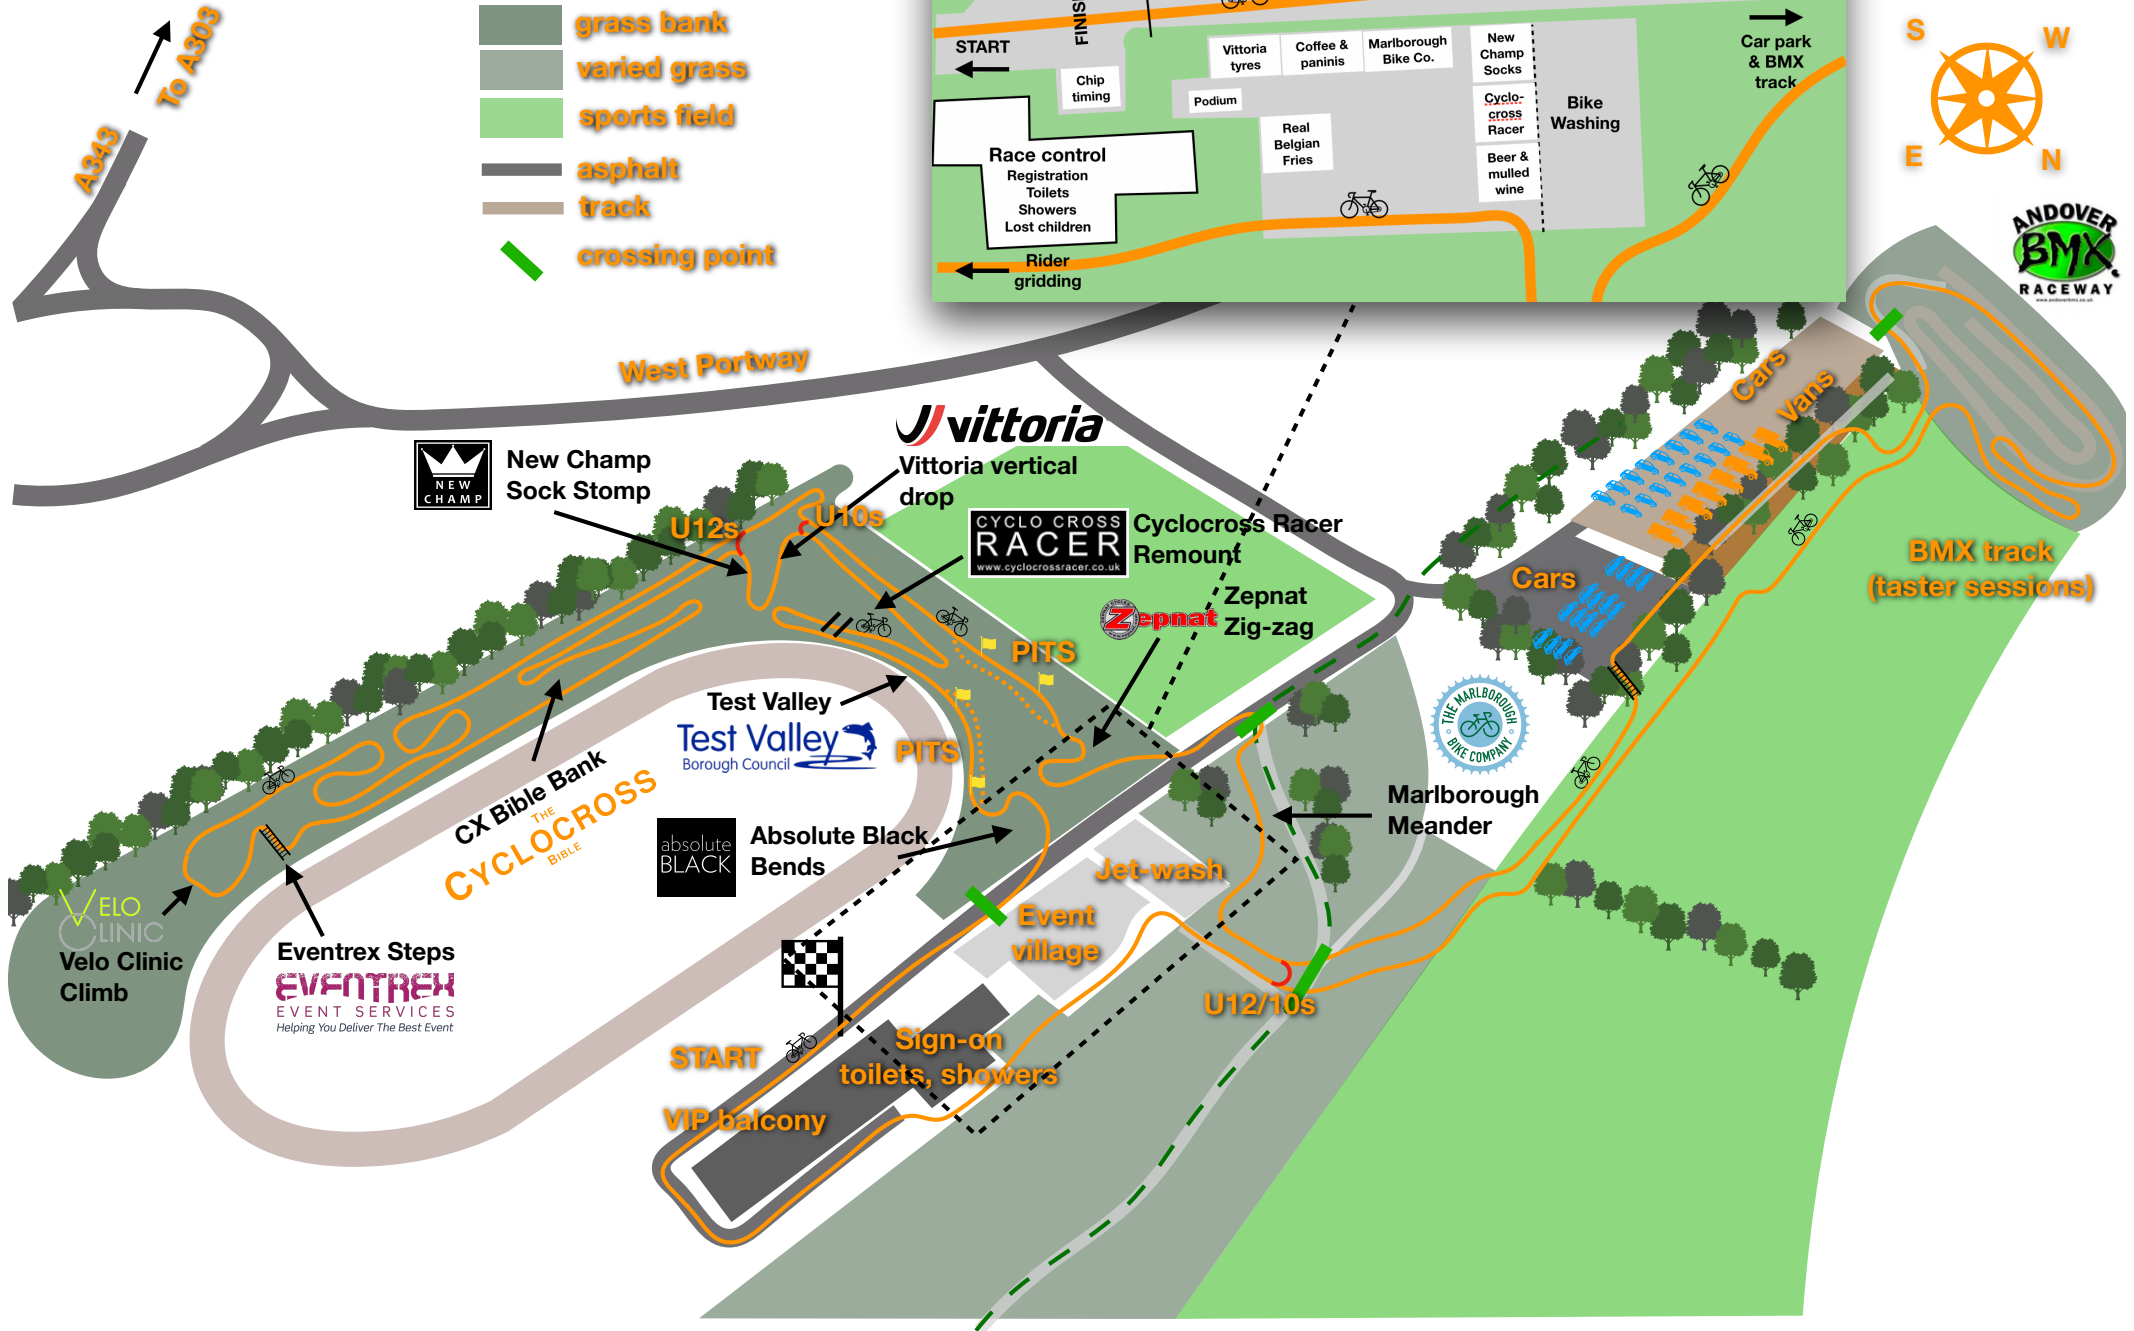 grass bank
varied grass
sports field
asphalt
track
crossing point
To A303
A343
West Portway
START
FINIS
Chip
timing
Vittoria
tyres
Coffee &
paninis
Marlborough
Bike Co.
New
Champ
Socks
Cyclo-
cross
Racer
Beer &
mulled
wine
Bike
Washing
Car park
& BMX
track
Podium
Real
Belgian
Fries
Race control
Registration
Toilets
Showers
Lost children
Rider
gridding
S
W
E
N
ANDOVER
BMX
RACEWAY
www.andoverbmx.co.uk
Cars
Vans
Cars
BMX track
(taster sessions)
NEW
CHAMP
New Champ
Sock Stomp
vittoria
Vittoria vertical
drop
U12s
U10s
CYCLO CROSS
RACER
www.cyclocrossracer.co.uk
Cyclocross Racer
Remount
Zepnat
Zepnat
Zig-zag
PITS
PITS
Test Valley
Test Valley
Borough Council
THE MARLBOROUGH
BIKE COMPANY
Marlborough
Meander
CX Bible Bank
THE
CYCLOCROSS
BIBLE
absolute
BLACK
Absolute Black
Bends
Jet-wash
Event
village
VELO
CLINIC
Velo Clinic
Climb
Eventrex Steps
EVENTREX
EVENT SERVICES
Helping You Deliver The Best Event
U12/10s
START
Sign-on
toilets, showers
VIP balcony